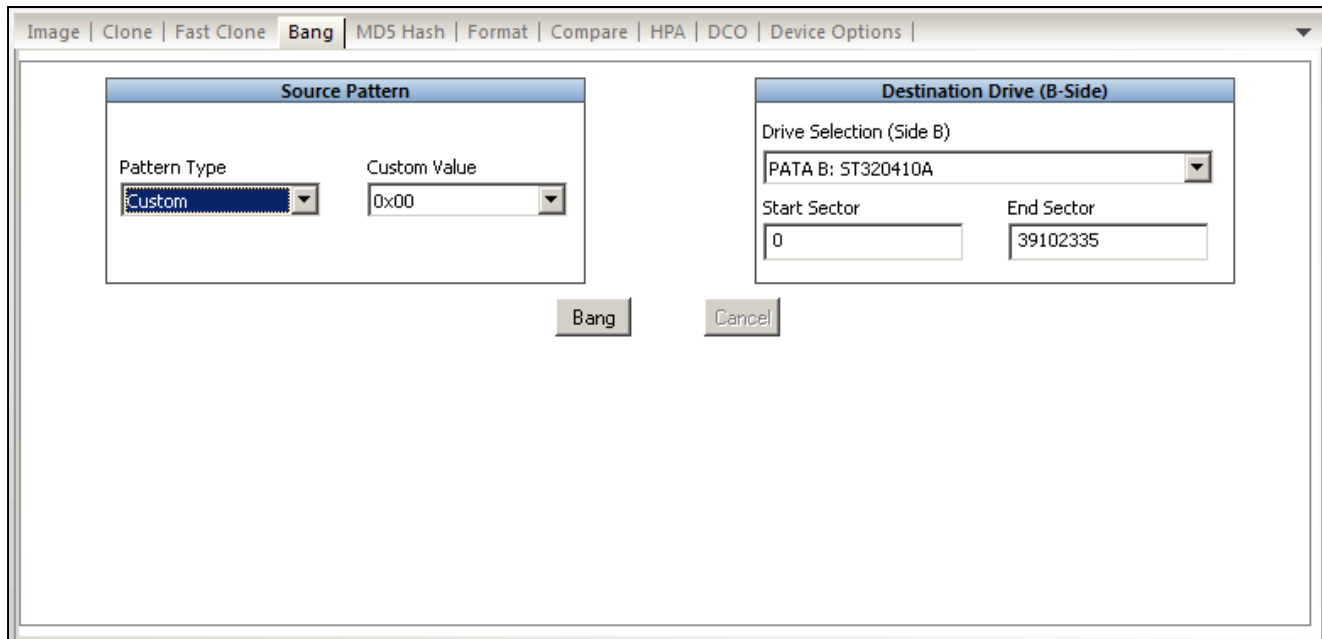 Image | Clone | Fast Clone Bang MD5 Hash | Format | Compare | HPA | DCO | Device Options |
Source Pattern
Pattern Type Custom Value
Custom 0x00
Destination Drive (B-Side)
Drive Selection (Side B)
PATA B: ST320410A
Start Sector End Sector
0 39102335
Bang Cancel